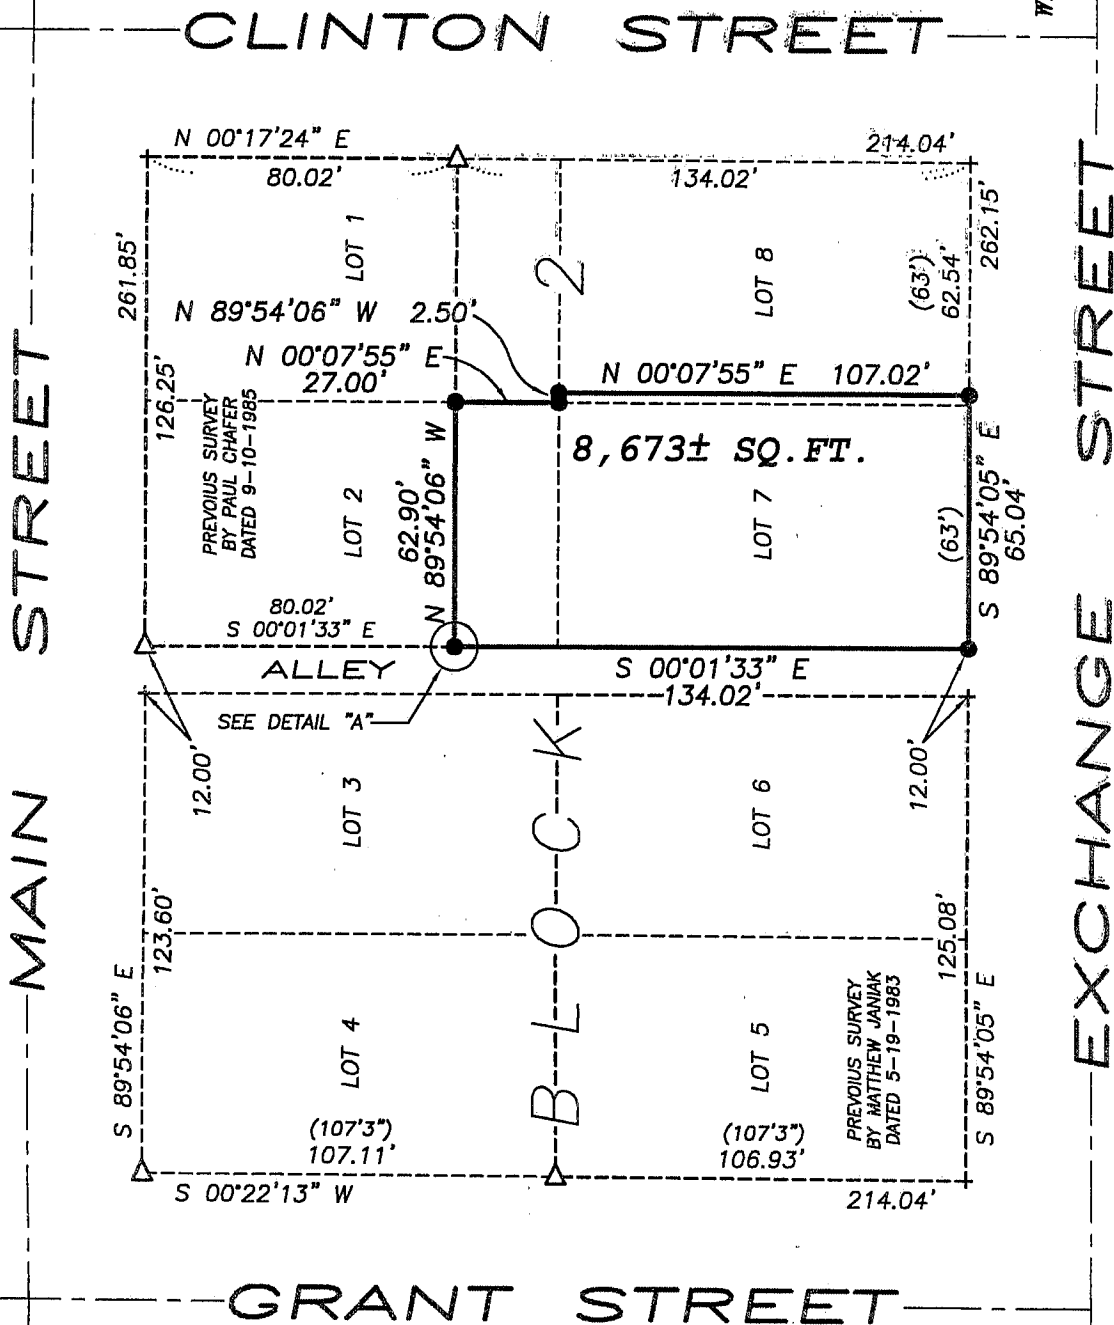 CLINTON STREET
W
N 00°17'24" E
214.04'
80.02'
134.02'
261.85'
LOT 1
2
LOT 8
(63')
62.54'
262.15'
N 89°54'06" W 2.50'
N 00°07'55" E
27.00'
N 00°07'55" E 107.02'
126.25'
PREVOIUS SURVEY
BY PAUL CHAFER
DATED 9-10-1985
LOT 2
62.90'
N 89°54'06" W
8,673± SQ.FT.
LOT 7
(63')
S 89°54'05" E
65.04'
80.02'
S 00°01'33" E
ALLEY
S 00°01'33" E
134.02'
SEE DETAIL "A"
12.00'
12.00'
MAIN STREET
EXCHANGE STREET
LOT 3
BLOCK
LOT 6
123.60'
125.08'
S 89°54'06" E
LOT 4
LOT 5
PREVOIUS SURVEY
BY MATTHEW JANIAK
DATED 5-19-1983
S 89°54'05" E
(107'3")
107.11'
(107'3")
106.93'
S 00°22'13" W
214.04'
GRANT STREET